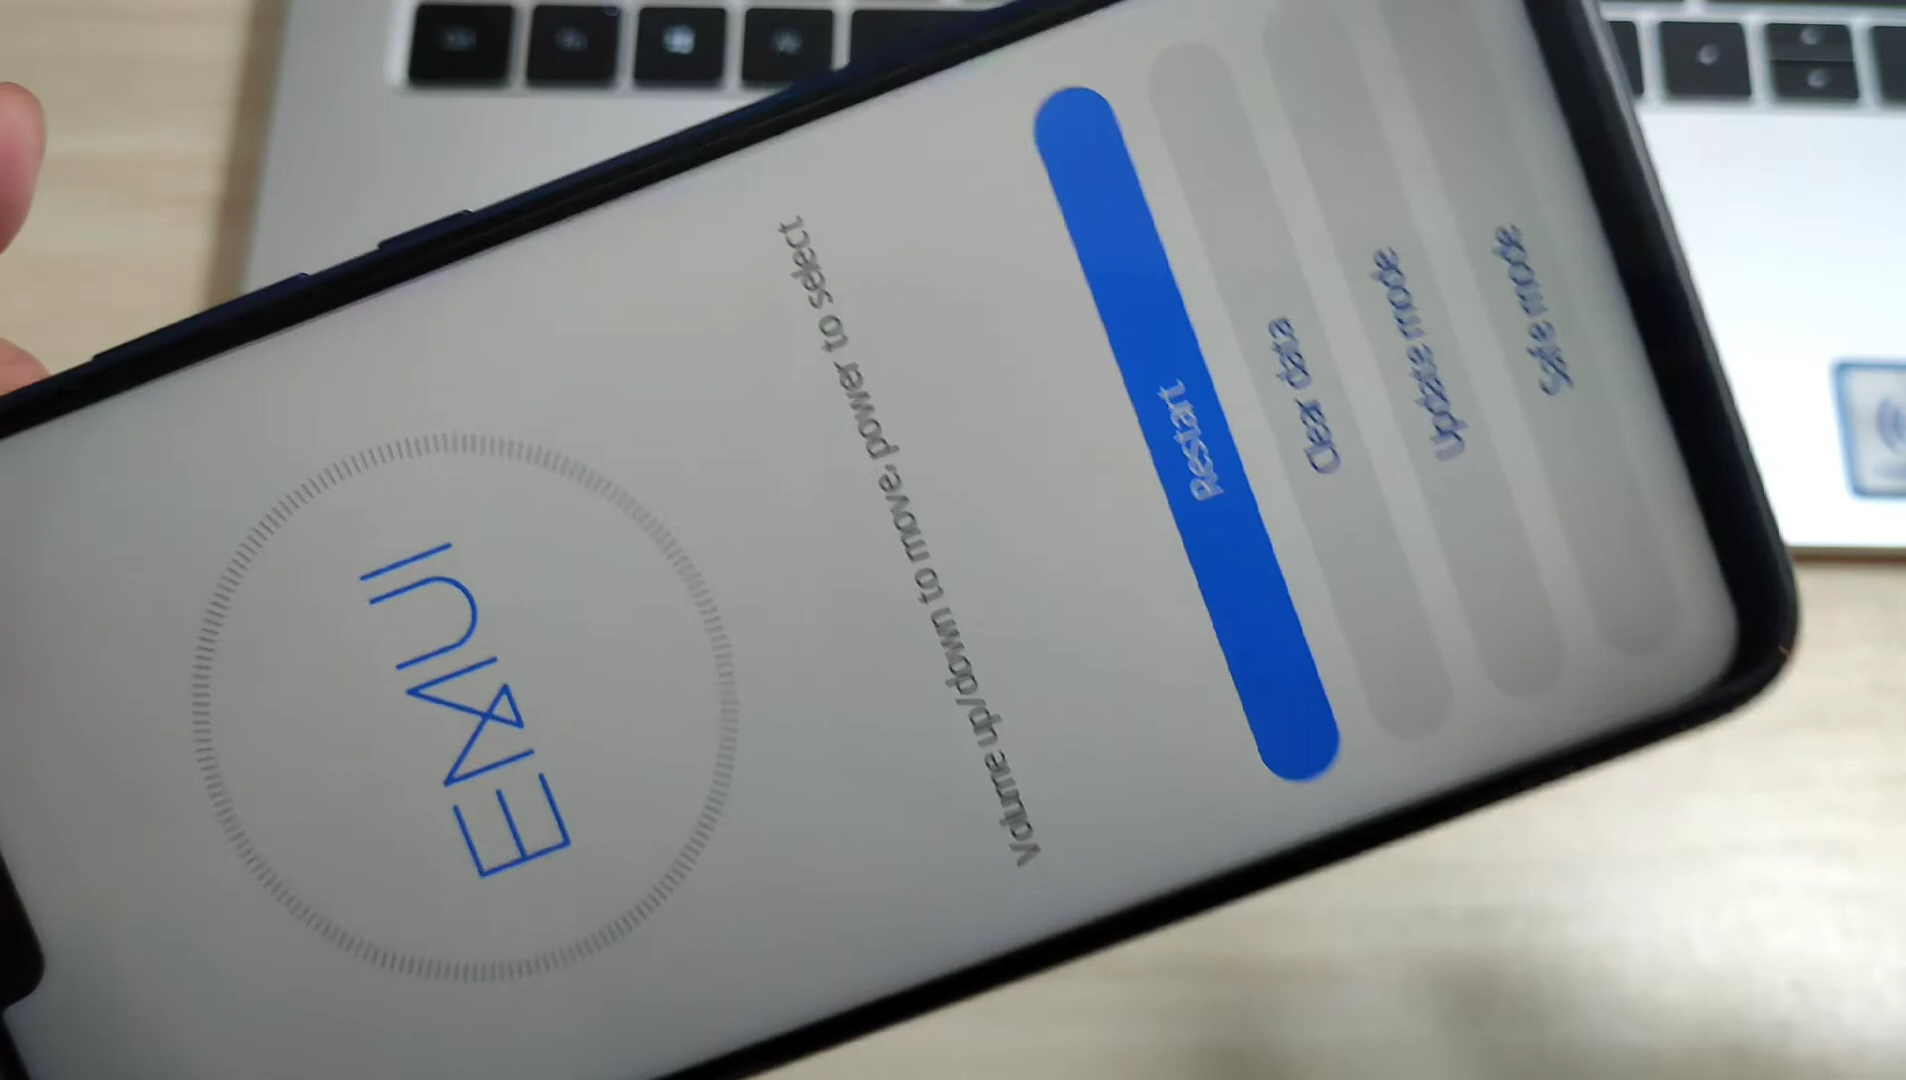 EMUI
Volume up/down to move, power to select
Restart
Clear data
Update mode
Safe mode